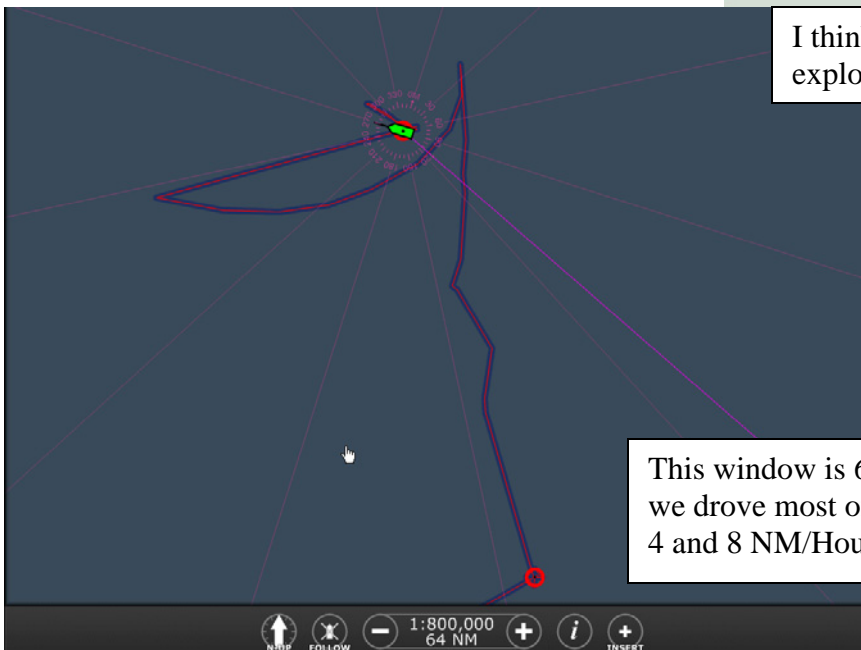 I thin
explo
This window is 6
we drove most o
4 and 8 NM/Hou
1:800,000
64 NM
N-UP
FOLLOW
i
INSERT